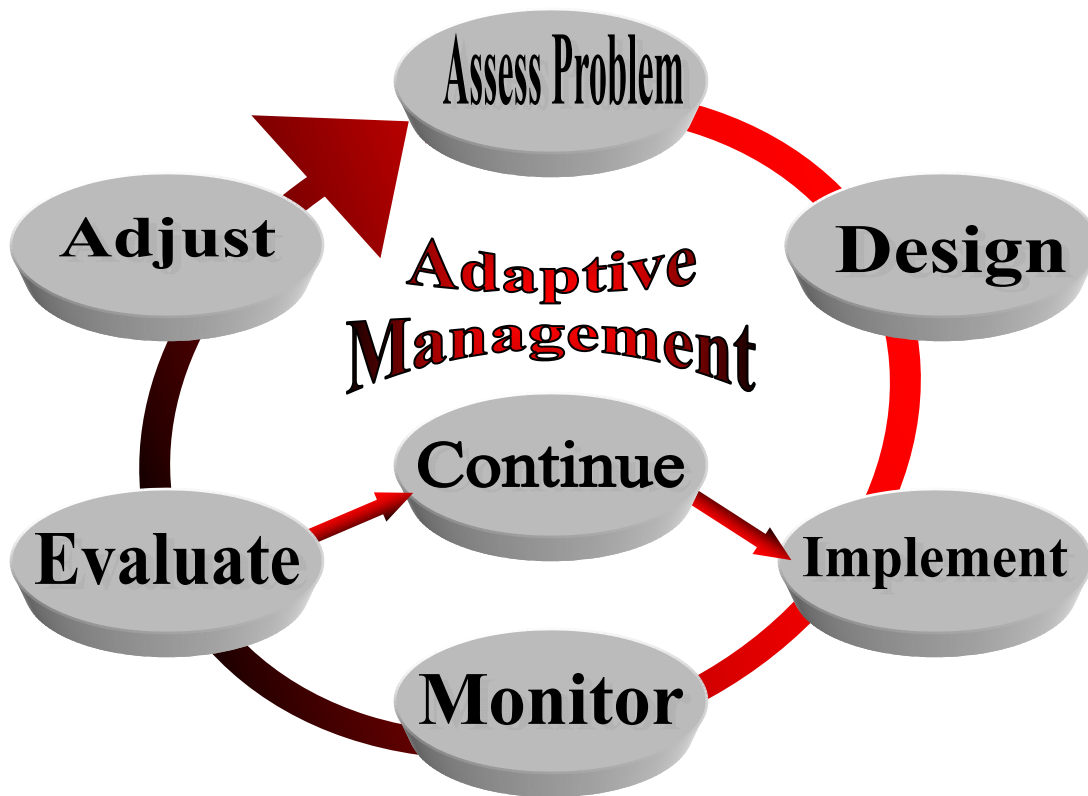 Assess Problem
Adjust
Design
Adaptive
Management
Continue
Evaluate
Implement
Monitor